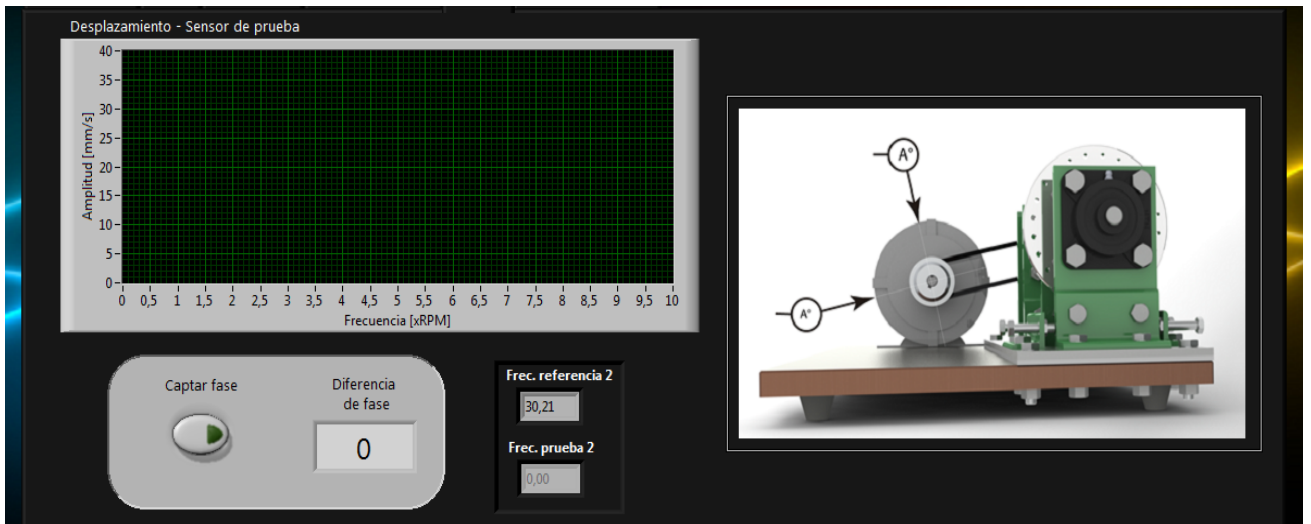 Desplazamiento - Sensor de prueba
40
35
30
25
20
15
10
5
0
Amplitud [mm/s]
0 0,5 1 1,5 2 2,5 3 3,5 4 4,5 5 5,5 6 6,5 7 7,5 8 8,5 9 9,5 10
Frecuencia [xRPM]
Captar fase
Diferencia
de fase
0
Frec. referencia 2
30,21
Frec. prueba 2
0,00
A°
A°